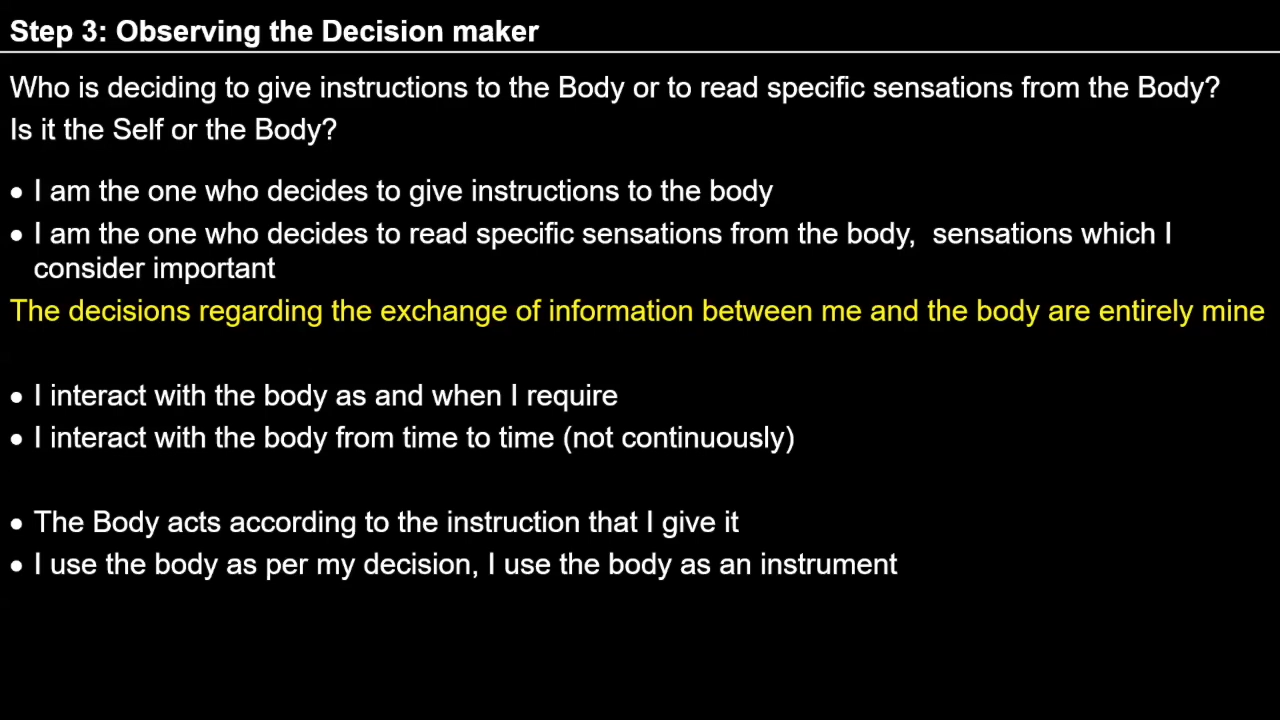 Step 3: Observing the Decision maker
Who is deciding to give instructions to the Body or to read specific sensations from the Body?
Is it the Self or the Body?
• I am the one who decides to give instructions to the body
• I am the one who decides to read specific sensations from the body,  sensations which I
consider important
The decisions regarding the exchange of information between me and the body are entirely mine
• I interact with the body as and when I require
• I interact with the body from time to time (not continuously)
• The Body acts according to the instruction that I give it
• I use the body as per my decision, I use the body as an instrument